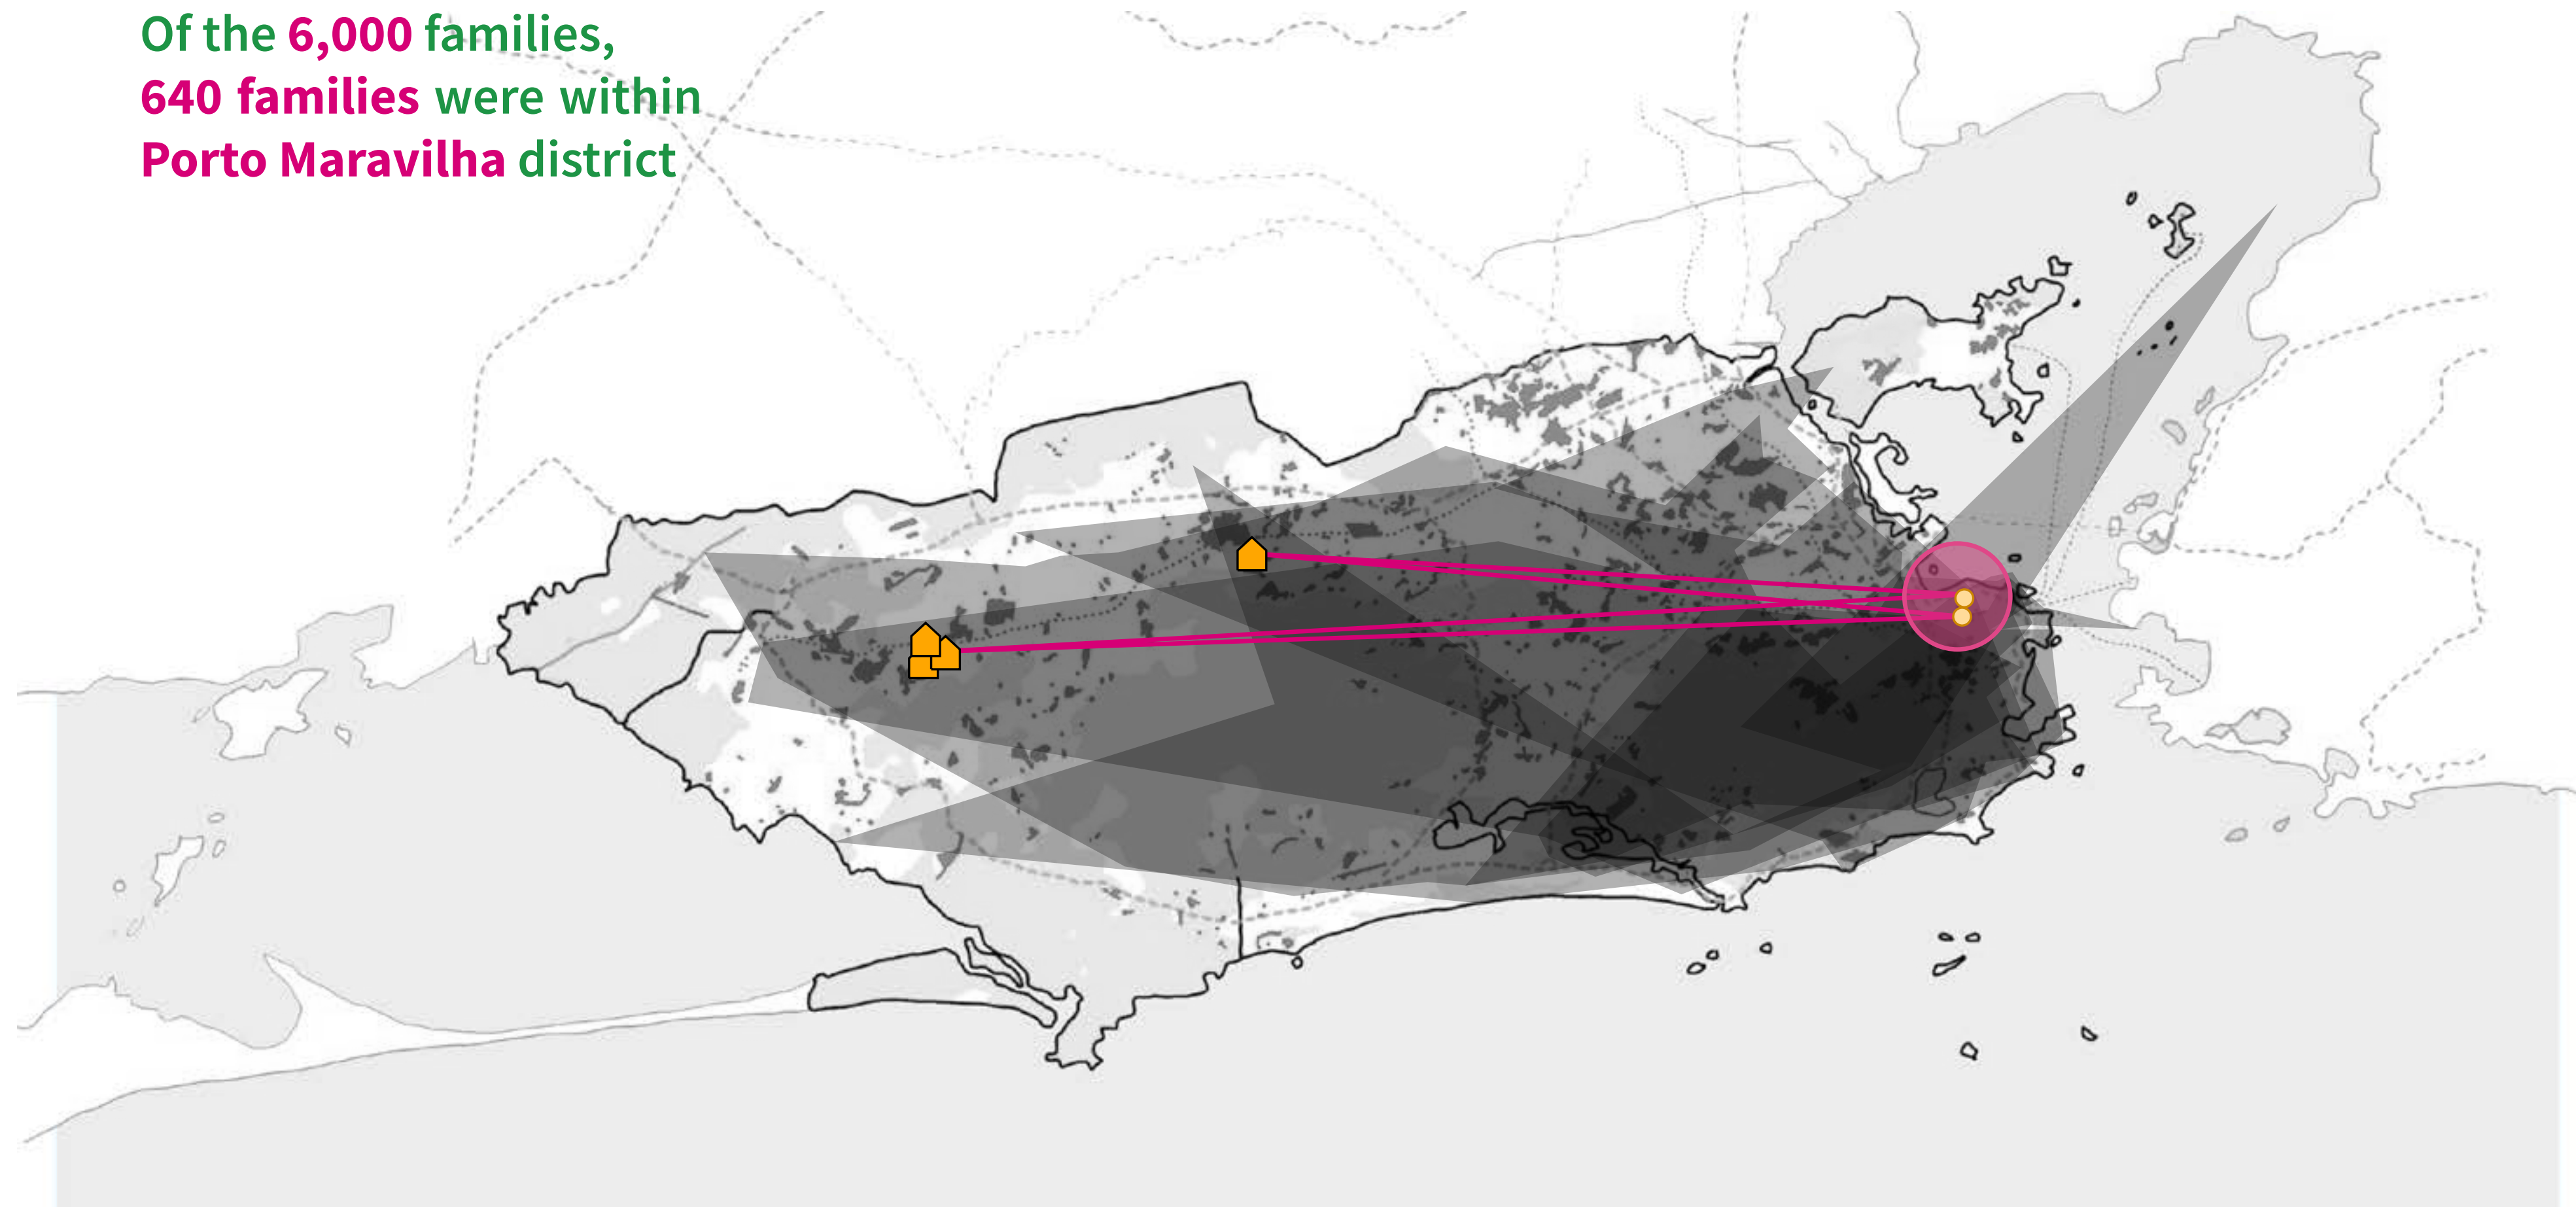 Of the 6,000 families,
640 families were within
Porto Maravilha district